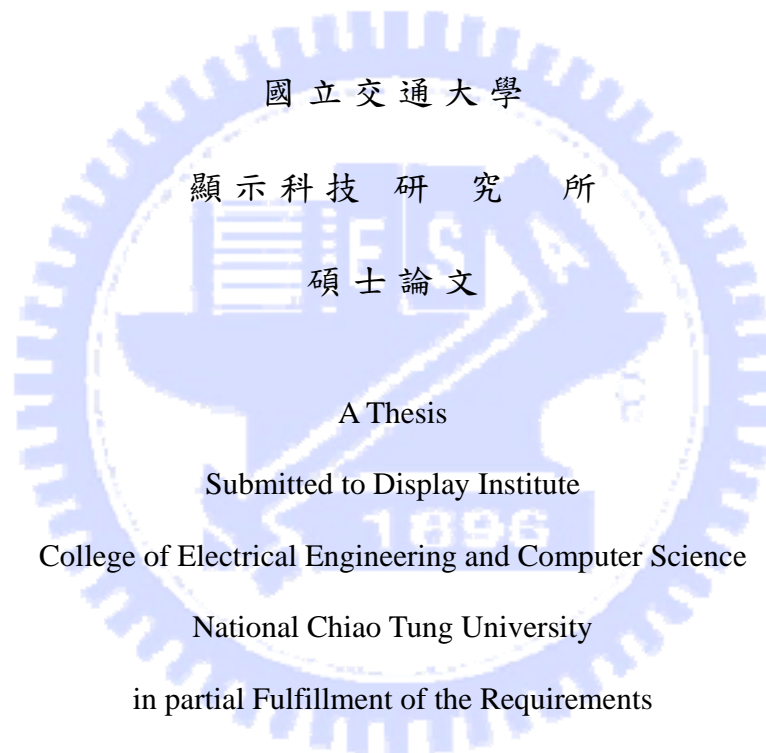 國立交通大學
顯示科技 研 究 所
碩士論文
E S A
A Thesis
Submitted to Display Institute
1896
College of Electrical Engineering and Computer Science
National Chiao Tung University
in partial Fulfillment of the Requirements